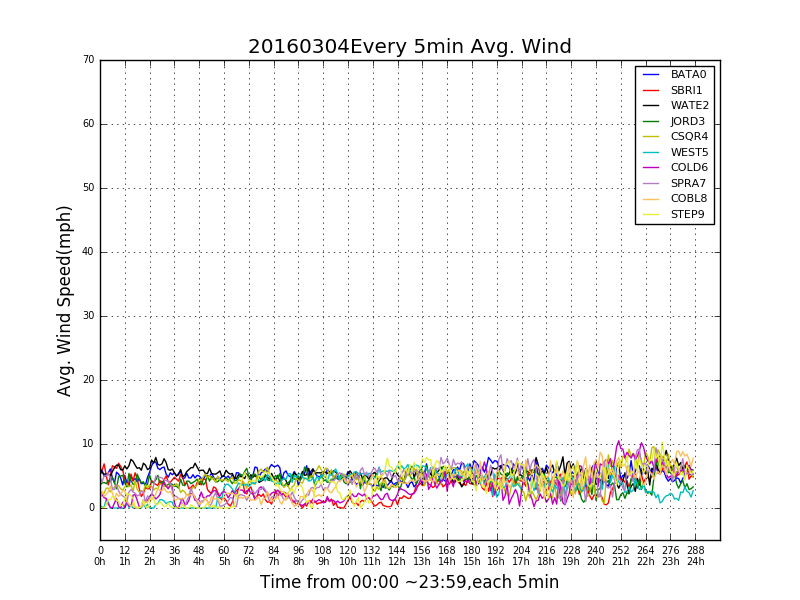 20160304Every 5min Avg. Wind
70
60
50
40
30
20
10
0
Avg. Wind Speed(mph)
BATA0
SBRI1
WATE2
JORD3
CSQR4
WEST5
COLD6
SPRA7
COBL8
STEP9
0 12 24 36 48 60 72 84 96 108 120 132 144 156 168 180 192 204 216 228 240 252 264 276 288
0h 1h 2h 3h 4h 5h 6h 7h 8h 9h 10h 11h 12h 13h 14h 15h 16h 17h 18h 19h 20h 21h 22h 23h 24h
Time from 00:00 ~23:59,each 5min